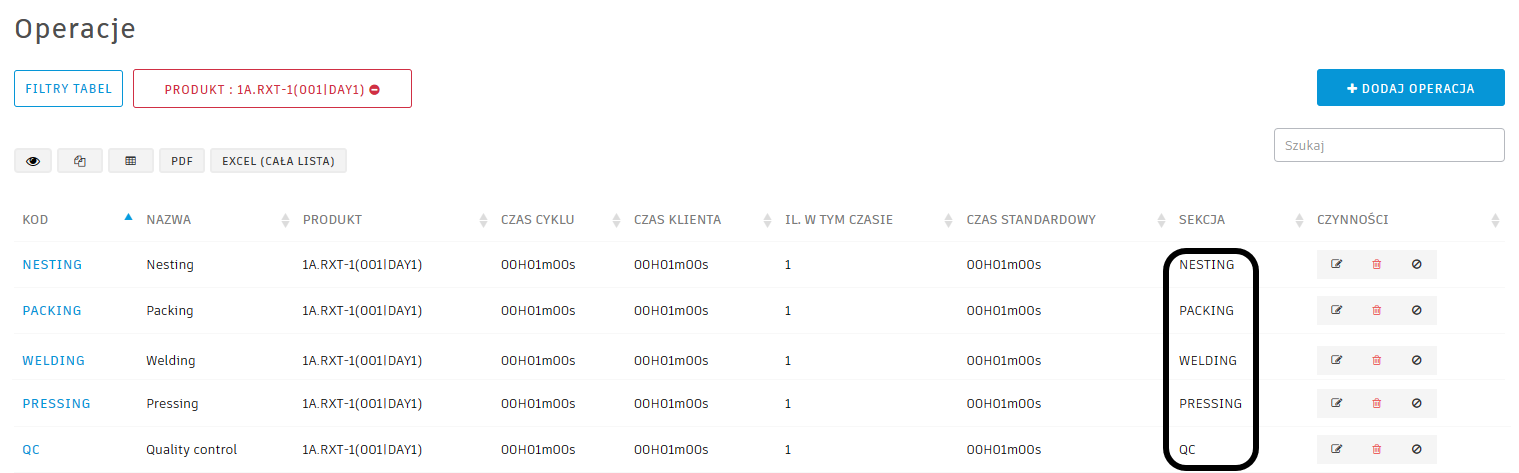 Operacje
FILTRY TABEL PRODUKT : 1A.RXT-1(001|DAY1)
DODAJ OPERACJA
Szukaj
PDF EXCEL (CAŁA LISTA)
KOD NAZWA PRODUKT CZAS CYKLU CZAS KLIENTA IL. W TYM CZASIE CZAS STANDARDOWY SEKCJA CZYNNOŚCI
NESTING Nesting 1A.RXT-1(001|DAY1) 00H01m00s 00H01m00s 1 00H01m00s NESTING
PACKING Packing 1A.RXT-1(001|DAY1) 00H01m00s 00H01m00s 1 00H01m00s PACKING
WELDING Welding 1A.RXT-1(001|DAY1) 00H01m00s 00H01m00s 1 00H01m00s WELDING
PRESSING Pressing 1A.RXT-1(001|DAY1) 00H01m00s 00H01m00s 1 00H01m00s PRESSING
QC Quality control 1A.RXT-1(001|DAY1) 00H01m00s 00H01m00s 1 00H01m00s QC